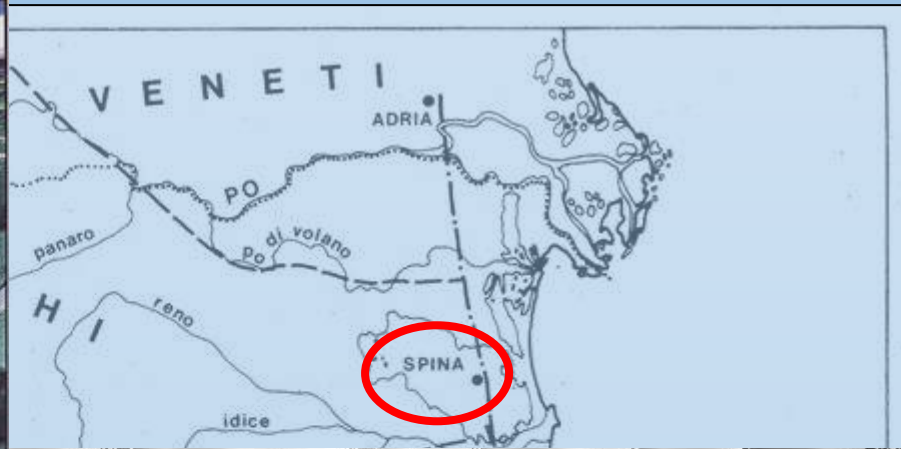 VENETI
ADRIA
PO
po di volano
panaro
HI
reno
SPINA
idice